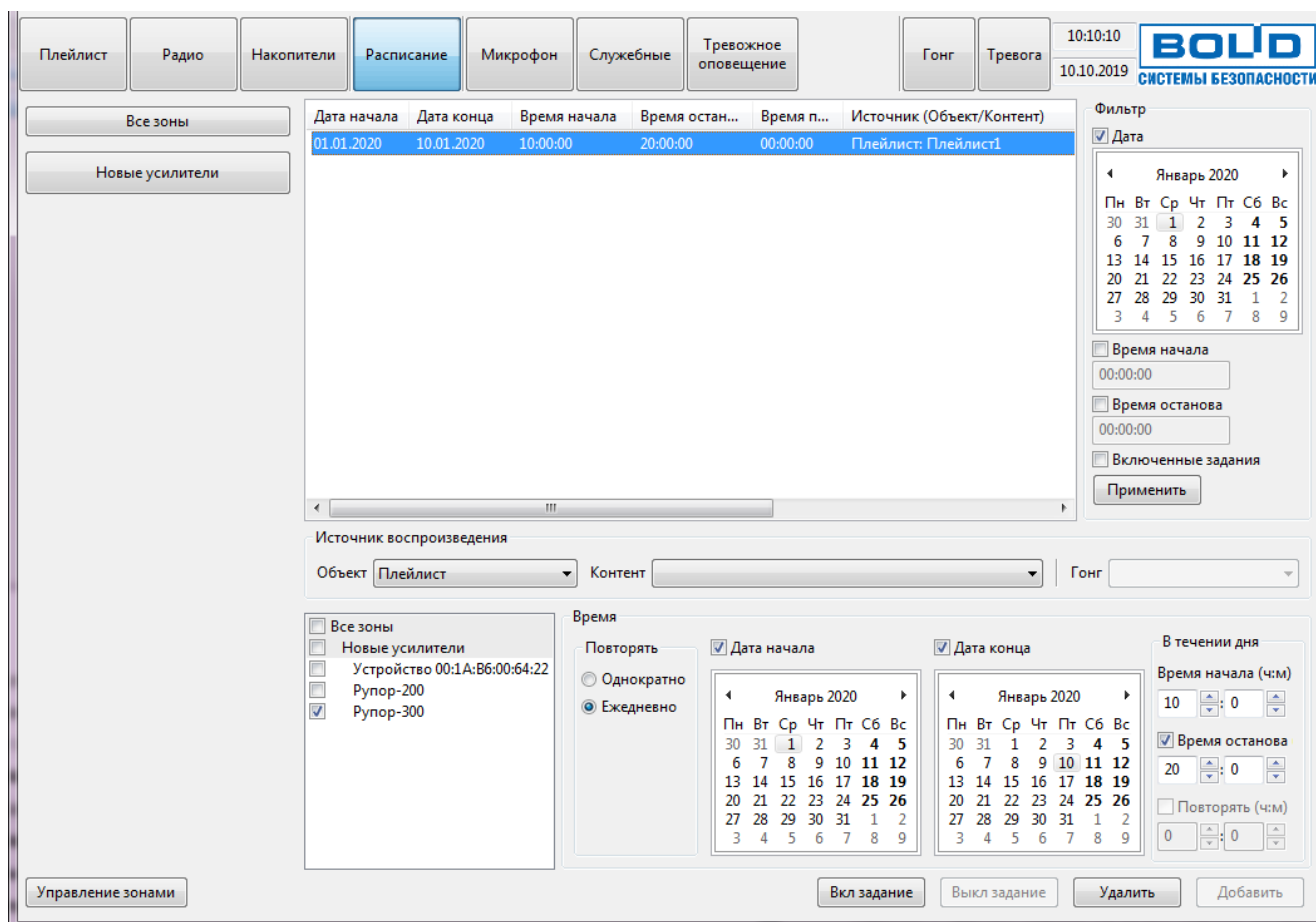 Плейлист Радио Накопители Расписание Микрофон Служебные Тревожное оповещение Гонг Тревога 10:10:10
10.10.2019
BOLID
СИСТЕМЫ БЕЗОПАСНОСТИ
Все зоны
Новые усилители
Дата начала Дата конца Время начала Время остан... Время п... Источник (Объект/Контент)
01.01.2020 10.01.2020 10:00:00 20:00:00 00:00:00 Плейлист: Плейлист1
Фильтр
Дата
Январь 2020
Пн Вт Ср Чт Пт Сб Вс
30 31 1 2 3 4 5
6 7 8 9 10 11 12
13 14 15 16 17 18 19
20 21 22 23 24 25 26
27 28 29 30 31 1 2
3 4 5 6 7 8 9
Время начала
00:00:00
Время останова
00:00:00
Включенные задания
Применить
Источник воспроизведения
Объект Плейлист Контент Гонг
Все зоны
Новые усилители
Устройство 00:1A:B6:00:64:22
Рупор-200
Рупор-300
Время
Повторять
Однократно
Ежедневно
Дата начала
Январь 2020
Пн Вт Ср Чт Пт Сб Вс
30 31 1 2 3 4 5
6 7 8 9 10 11 12
13 14 15 16 17 18 19
20 21 22 23 24 25 26
27 28 29 30 31 1 2
3 4 5 6 7 8 9
Дата конца
Январь 2020
Пн Вт Ср Чт Пт Сб Вс
30 31 1 2 3 4 5
6 7 8 9 10 11 12
13 14 15 16 17 18 19
20 21 22 23 24 25 26
27 28 29 30 31 1 2
3 4 5 6 7 8 9
В течении дня
Время начала (ч:м)
10 : 0
Время останова
20 : 0
Повторять (ч:м)
0 : 0
Управление зонами Вкл задание Выкл задание Удалить Добавить